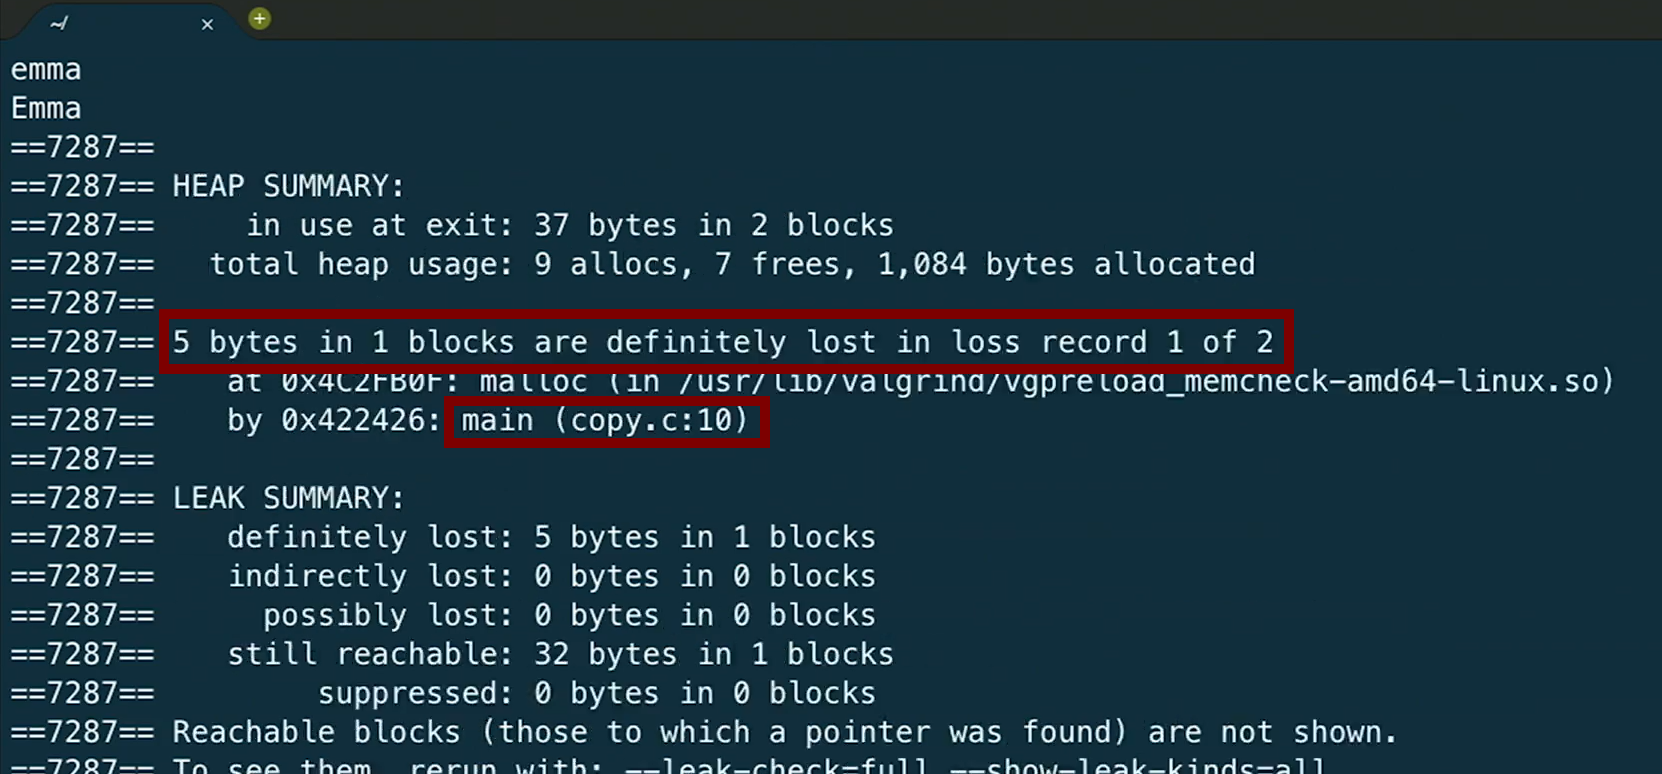 ~/
emma
Emma
==7287==
==7287== HEAP SUMMARY:
==7287==     in use at exit: 37 bytes in 2 blocks
==7287==   total heap usage: 9 allocs, 7 frees, 1,084 bytes allocated
==7287==
==7287== 5 bytes in 1 blocks are definitely lost in loss record 1 of 2
==7287==    at 0x4C2FB0F: malloc (in /usr/lib/valgrind/vgpreload_memcheck-amd64-linux.so)
==7287==    by 0x422426: main (copy.c:10)
==7287==
==7287== LEAK SUMMARY:
==7287==    definitely lost: 5 bytes in 1 blocks
==7287==    indirectly lost: 0 bytes in 0 blocks
==7287==      possibly lost: 0 bytes in 0 blocks
==7287==    still reachable: 32 bytes in 1 blocks
==7287==         suppressed: 0 bytes in 0 blocks
==7287== Reachable blocks (those to which a pointer was found) are not shown.
==7287== To see them, rerun with: --leak-check=full --show-leak-kinds=all